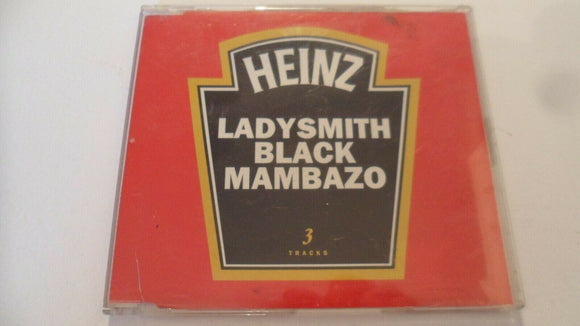 HEINZ
LADYSMITH
BLACK
MAMBAZO
3
TRACKS